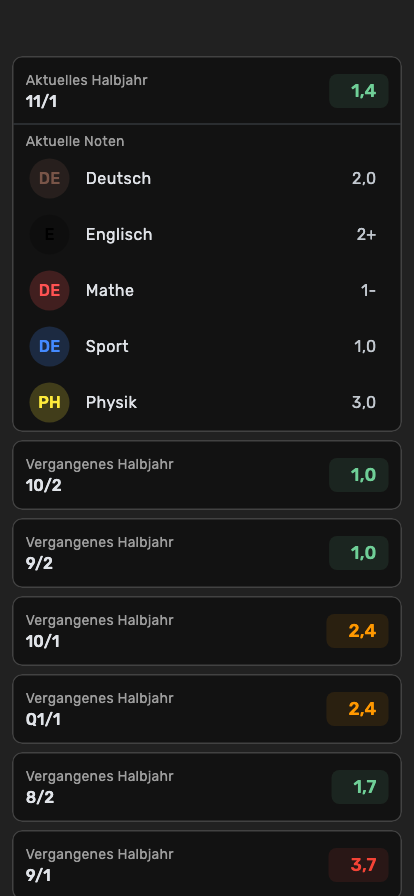 Aktuelles Halbjahr
11/1
1,4
Aktuelle Noten
DE Deutsch 2,0
E Englisch 2+
DE Mathe 1-
DE Sport 1,0
PH Physik 3,0
Vergangenes Halbjahr
10/2
1,0
Vergangenes Halbjahr
9/2
1,0
Vergangenes Halbjahr
10/1
2,4
Vergangenes Halbjahr
Q1/1
2,4
Vergangenes Halbjahr
8/2
1,7
Vergangenes Halbjahr
9/1
3,7